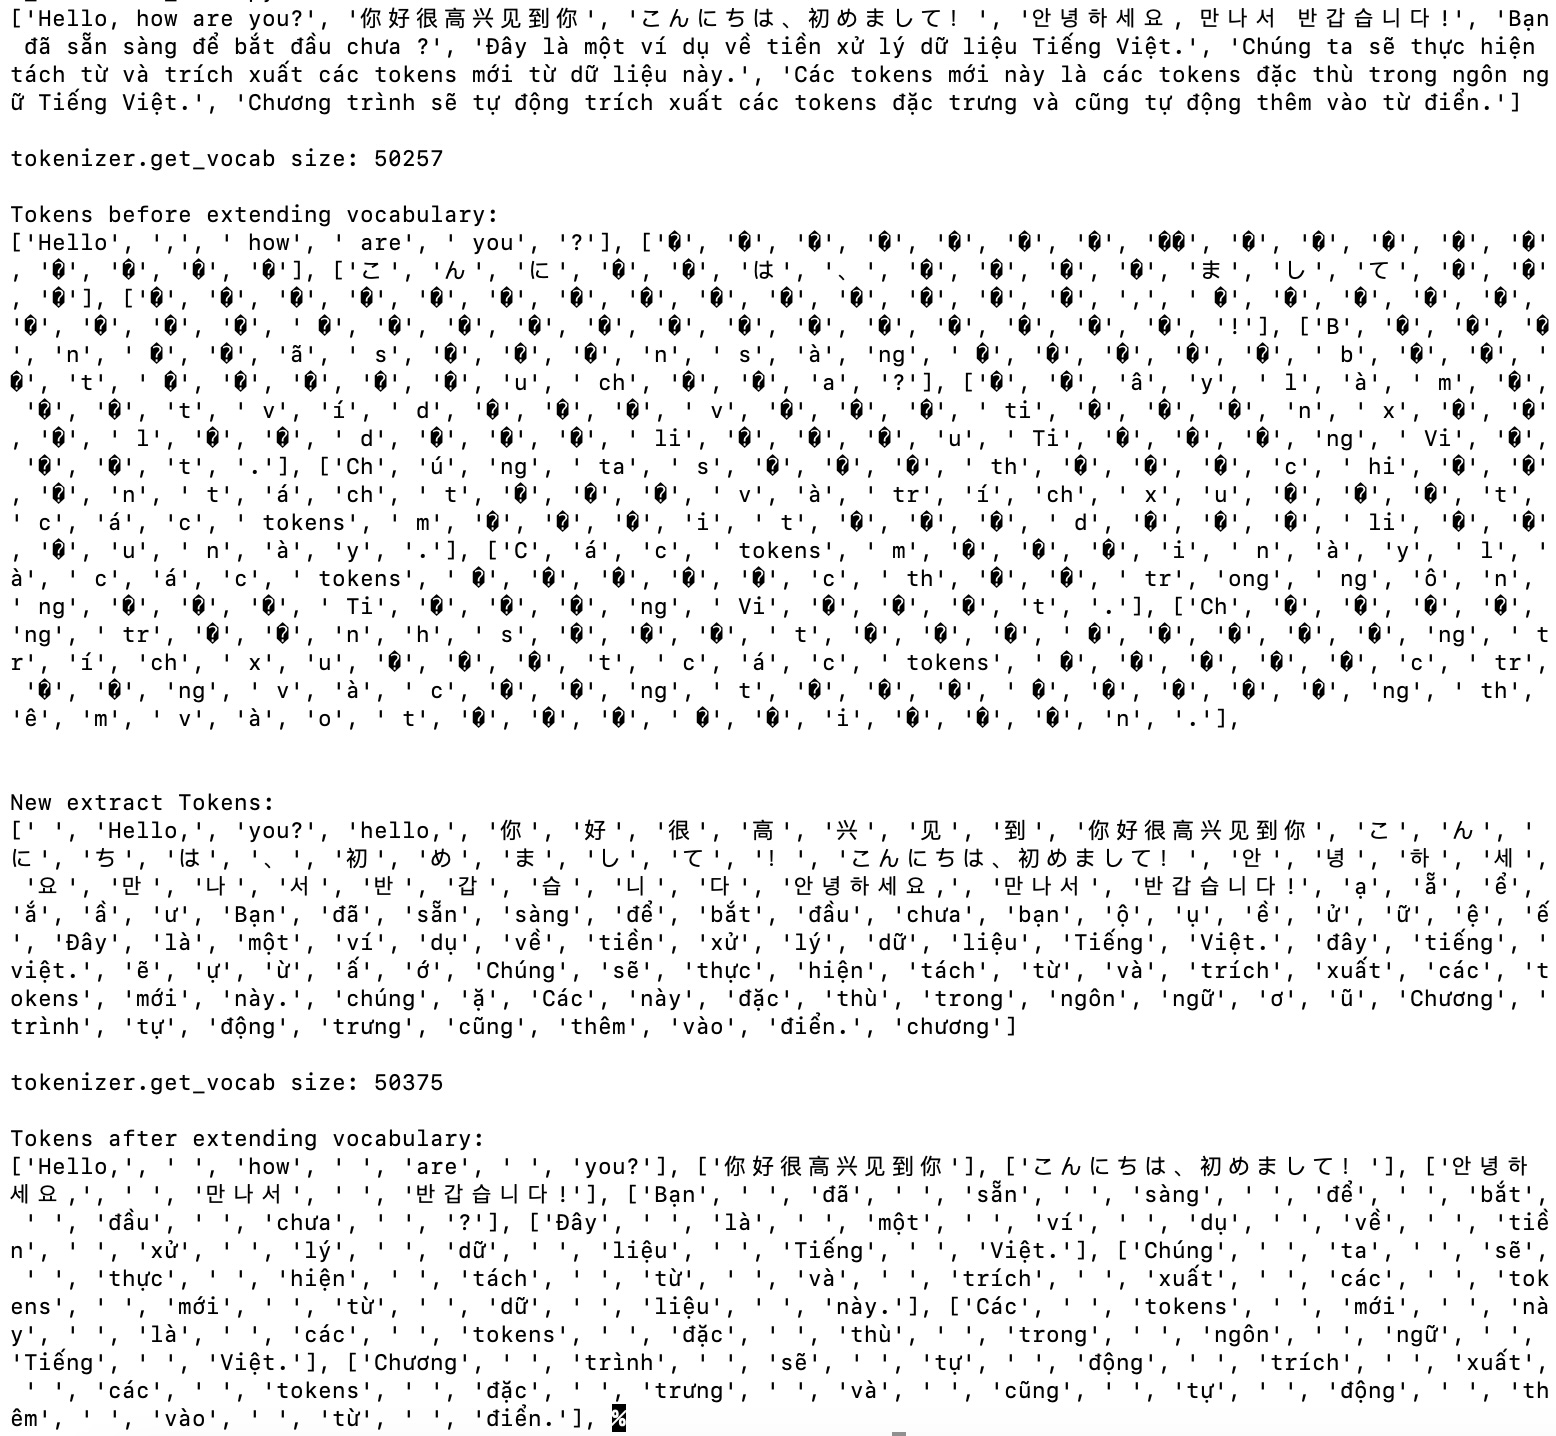 ['Hello, how are you?', '你好很高兴见到你', 'こんにちは、初めまして！', '안녕하세요, 만나서 반갑습니다!', 'Bạn
 đã sẵn sàng để bắt đầu chưa ?', 'Đây là một ví dụ về tiền xử lý dữ liệu Tiếng Việt.', 'Chúng ta sẽ thực hiện
tách từ và trích xuất các tokens mới từ dữ liệu này.', 'Các tokens mới này là các tokens đặc thù trong ngôn ng
ữ Tiếng Việt.', 'Chương trình sẽ tự động trích xuất các tokens đặc trưng và cũng tự động thêm vào từ điển.']
tokenizer.get_vocab size: 50257
Tokens before extending vocabulary:
['Hello', ',', ' how', ' are', ' you', '?'], ['�', '�', '�', '�', '�', '�', '�', '��', '�', '�', '�', '�', '�'
, '�', '�', '�', '�'], ['こ', 'ん', 'に', '�', '�', 'は', '、', '�', '�', '�', '�', 'ま', 'し', 'て', '�', '�'
, '�'], ['�', '�', '�', '�', '�', '�', '�', '�', '�', '�', '�', '�', '�', '�', '�', ',', ' �', '�', '�', '�', '�', '�',
'�', '�', '�', '�', ' �', '�', '�', '�', '�', '�', '�', '�', '�', '�', '�', '�', '�', '�', '�', '�', '!'], ['B', '�', '�', '�
', 'n', ' �', '�', 'ã', ' s', '�', '�', '�', 'n', ' s', 'à', 'ng', ' �', '�', '�', '�', '�', '�', ' b', '�', '�', '
�', 't', ' �', '�', '�', '�', '�', '�', 'u', ' ch', '�', '�', 'a', '?'], ['�', '�', 'â', 'y', ' l', 'à', ' m', '�',
 '�', '�', 't', ' v', 'í', ' d', '�', '�', '�', ' v', '�', '�', '�', ' ti', '�', '�', '�', 'n', ' x', '�', '�'
, '�', ' l', '�', '�', ' d', '�', '�', '�', ' li', '�', '�', '�', 'u', ' Ti', '�', '�', '�', 'ng', ' Vi', '�',
 '�', '�', 't', '.'], ['Ch', 'ú', 'ng', ' ta', ' s', '�', '�', '�', ' th', '�', '�', '�', 'c', ' hi', '�', '�'
, '�', 'n', ' t', 'á', 'ch', ' t', '�', '�', '�', ' v', 'à', ' tr', 'í', 'ch', ' x', 'u', '�', '�', '�', 't',
' c', 'á', 'c', ' tokens', ' m', '�', '�', '�', 'i', ' t', '�', '�', '�', ' d', '�', '�', '�', ' li', '�', '�'
, '�', 'u', ' n', 'à', 'y', '.'], ['C', 'á', 'c', ' tokens', ' m', '�', '�', '�', 'i', ' n', 'à', 'y', ' l', '
à', ' c', 'á', 'c', ' tokens', ' �', '�', '�', '�', '�', 'c', ' th', '�', '�', ' tr', 'ong', ' ng', 'ô', 'n',
' ng', '�', '�', '�', ' Ti', '�', '�', '�', 'ng', ' Vi', '�', '�', '�', 't', '.'], ['Ch', '�', '�', '�', '�',
'ng', ' tr', '�', '�', 'n', 'h', ' s', '�', '�', '�', ' t', '�', '�', '�', ' �', '�', '�', '�', '�', 'ng', ' t
r', 'í', 'ch', ' x', 'u', '�', '�', '�', 't', ' c', 'á', 'c', ' tokens', ' �', '�', '�', '�', '�', 'c', ' tr',
 '�', '�', 'ng', ' v', 'à', ' c', '�', '�', 'ng', ' t', '�', '�', '�', ' �', '�', '�', '�', '�', 'ng', ' th',
'ê', 'm', ' v', 'à', 'o', ' t', '�', '�', '�', ' �', '�', 'i', '�', '�', '�', 'n', '.'],
New extract Tokens:
[' ', 'Hello,', 'you?', 'hello,', '你', '好', '很', '高', '兴', '见', '到', '你好很高兴见到你', 'こ', 'ん', '
に', 'ち', 'は', '、', '初', 'め', 'ま', 'し', 'て', '！', 'こんにちは、初めまして！', '안', '녕', '하', '세',
 '요', '만', '나', '서', '반', '갑', '습', '니', '다', '안녕하세요,', '만나서', '반갑습니다!', 'ạ', 'ẵ', 'ể',
'ắ', 'ầ', 'ư', 'Bạn', 'đã', 'sẵn', 'sàng', 'để', 'bắt', 'đầu', 'chưa', 'bạn', 'ộ', 'ụ', 'ề', 'ử', 'ữ', 'ệ', 'ế
', 'Đây', 'là', 'một', 'ví', 'dụ', 'về', 'tiền', 'xử', 'lý', 'dữ', 'liệu', 'Tiếng', 'Việt.', 'đây', 'tiếng', '
việt.', 'ẽ', 'ự', 'ừ', 'ấ', 'ớ', 'Chúng', 'sẽ', 'thực', 'hiện', 'tách', 'từ', 'và', 'trích', 'xuất', 'các', 't
okens', 'mới', 'này.', 'chúng', 'ặ', 'Các', 'này', 'đặc', 'thù', 'trong', 'ngôn', 'ngữ', 'ơ', 'ũ', 'Chương', '
trình', 'tự', 'động', 'trưng', 'cũng', 'thêm', 'vào', 'điển.', 'chương']
tokenizer.get_vocab size: 50375
Tokens after extending vocabulary:
['Hello,', ' ', 'how', ' ', 'are', ' ', 'you?'], ['你好很高兴见到你'], ['こんにちは、初めまして！'], ['안녕하
세요,', ' ', '만나서', ' ', '반갑습니다!'], ['Bạn', ' ', 'đã', ' ', 'sẵn', ' ', 'sàng', ' ', 'để', ' ', 'bắt',
 ' ', 'đầu', ' ', 'chưa', ' ', '?'], ['Đây', ' ', 'là', ' ', 'một', ' ', 'ví', ' ', 'dụ', ' ', 'về', ' ', 'tiề
n', ' ', 'xử', ' ', 'lý', ' ', 'dữ', ' ', 'liệu', ' ', 'Tiếng', ' ', 'Việt.'], ['Chúng', ' ', 'ta', ' ', 'sẽ',
 ' ', 'thực', ' ', 'hiện', ' ', 'tách', ' ', 'từ', ' ', 'và', ' ', 'trích', ' ', 'xuất', ' ', 'các', ' ', 'tok
ens', ' ', 'mới', ' ', 'từ', ' ', 'dữ', ' ', 'liệu', ' ', 'này.'], ['Các', ' ', 'tokens', ' ', 'mới', ' ', 'nà
y', ' ', 'là', ' ', 'các', ' ', 'tokens', ' ', 'đặc', ' ', 'thù', ' ', 'trong', ' ', 'ngôn', ' ', 'ngữ', ' ',
'Tiếng', ' ', 'Việt.'], ['Chương', ' ', 'trình', ' ', 'sẽ', ' ', 'tự', ' ', 'động', ' ', 'trích', ' ', 'xuất',
 ' ', 'các', ' ', 'tokens', ' ', 'đặc', ' ', 'trưng', ' ', 'và', ' ', 'cũng', ' ', 'tự', ' ', 'động', ' ', 'th
êm', ' ', 'vào', ' ', 'từ', ' ', 'điển.'], %